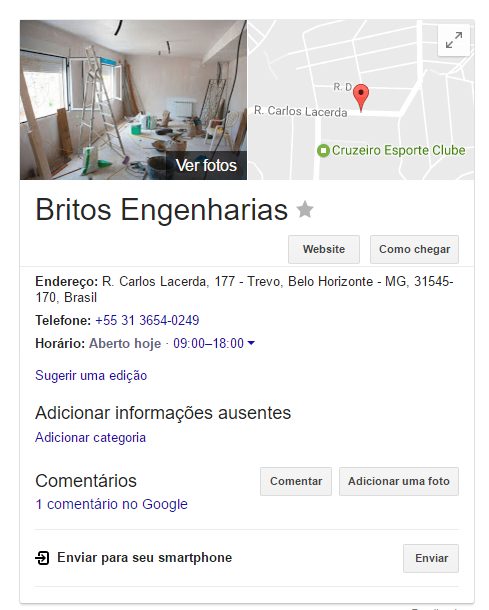 Ver fotos
R. D
R. Carlos Lacerda
Cruzeiro Esporte Clube
Britos Engenharias
Website
Como chegar
Endereço: R. Carlos Lacerda, 177 - Trevo, Belo Horizonte - MG, 31545-
170, Brasil
Telefone: +55 31 3654-0249
Horário: Aberto hoje · 09:00–18:00
Sugerir uma edição
Adicionar informações ausentes
Adicionar categoria
Comentários
Comentar
Adicionar uma foto
1 comentário no Google
Enviar para seu smartphone
Enviar